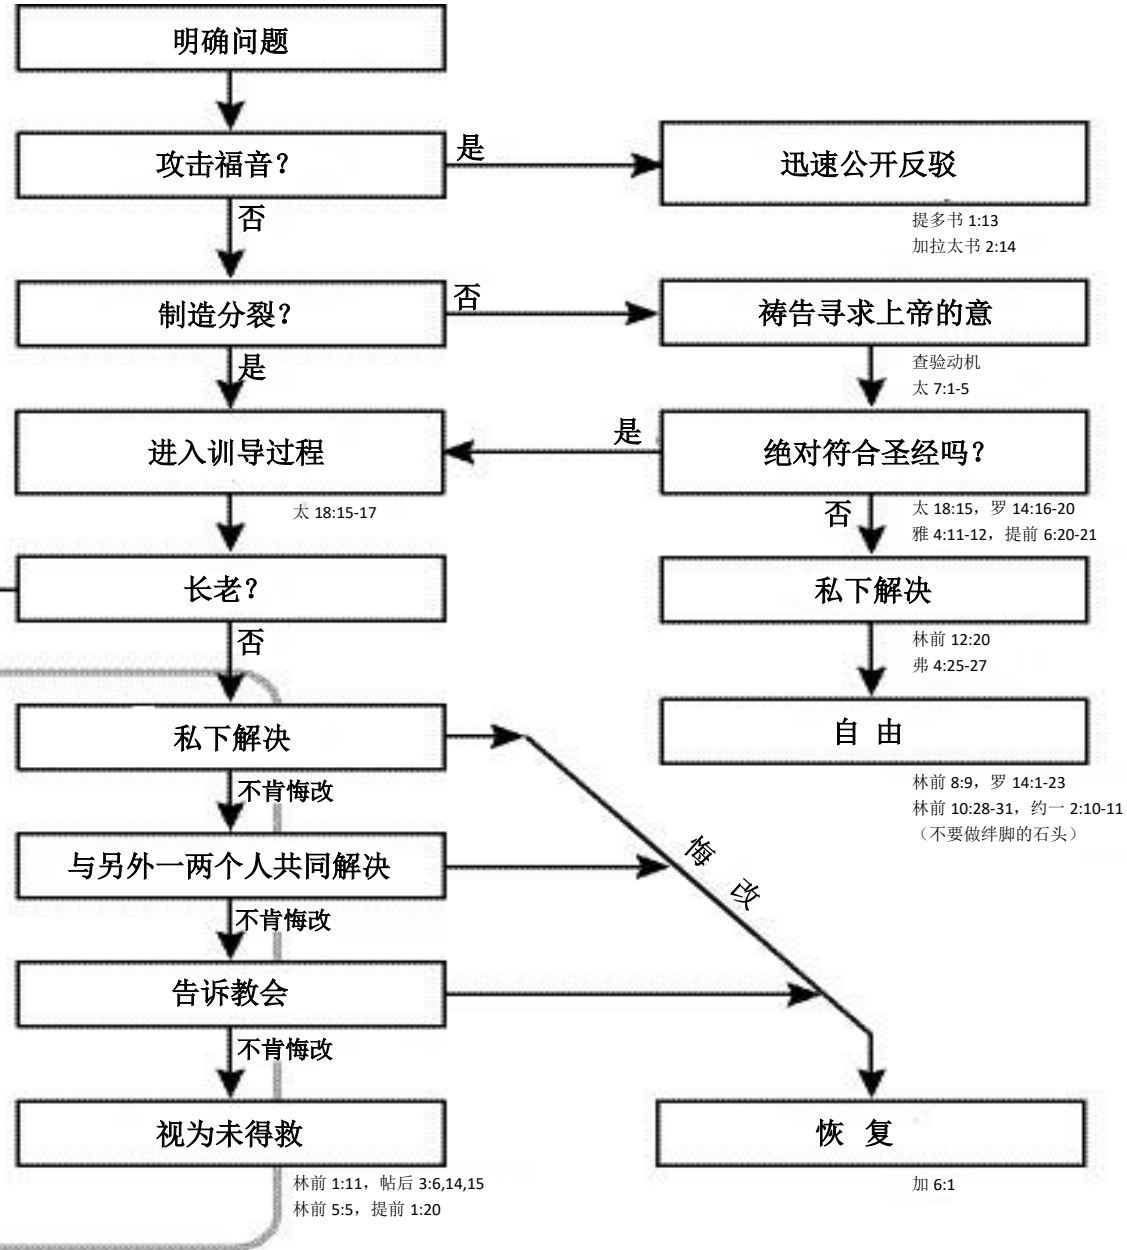 明确问题
攻击福音？
是
迅速公开反驳
提多书 1:13
加拉太书 2:14
否
制造分裂？
否
祷告寻求上帝的意
查验动机
太 7:1-5
是
进入训导过程
是
绝对符合圣经吗？
太 18:15-17
否
太 18:15，罗 14:16-20
雅 4:11-12，提前 6:20-21
长老？
私下解决
否
林前 12:20
弗 4:25-27
私下解决
自 由
不肯悔改
林前 8:9，罗 14:1-23
林前 10:28-31，约一 2:10-11
（不要做绊脚的石头）
与另外一两个人共同解决
悔 改
不肯悔改
告诉教会
不肯悔改
视为未得救
恢 复
林前 1:11，帖后 3:6,14,15
林前 5:5，提前 1:20
加 6:1